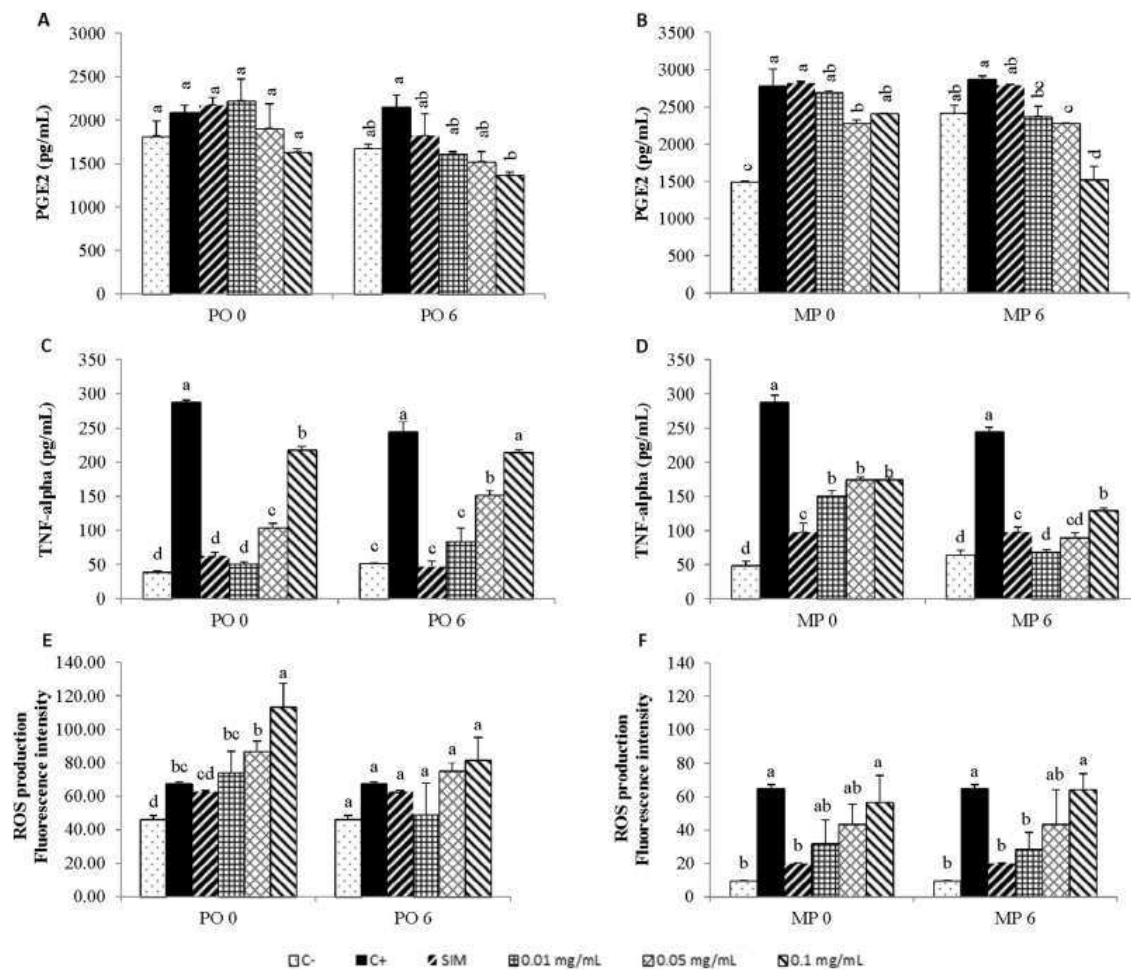 A
B
PGE2 (pg/mL)
3000
2500
2000
1500
1000
500
0
a a a a a a
ab a ab ab ab b
PO 0 PO 6
PGE2 (pg/mL)
3500
3000
2500
2000
1500
1000
500
0
c a a ab b ab
ab a ab bc c d
MP 0 MP 6
C
D
TNF-alpha (pg/mL)
350
300
250
200
150
100
50
0
d a d d c b
c a c c b a
PO 0 PO 6
TNF-alpha (pg/mL)
350
300
250
200
150
100
50
0
d a c b b b
d a c d cd b
MP 0 MP 6
E
F
ROS production
Fluorescence intensity
140.00
120.00
100.00
80.00
60.00
40.00
20.00
0.00
d bc cd bc b a
a a a a a a
PO 0 PO 6
ROS production
Fluorescence intensity
140
120
100
80
60
40
20
0
b a b ab ab a
b a b b ab a
MP 0 MP 6
C- C+ SIM 0.01 mg/mL 0.05 mg/mL 0.1 mg/mL